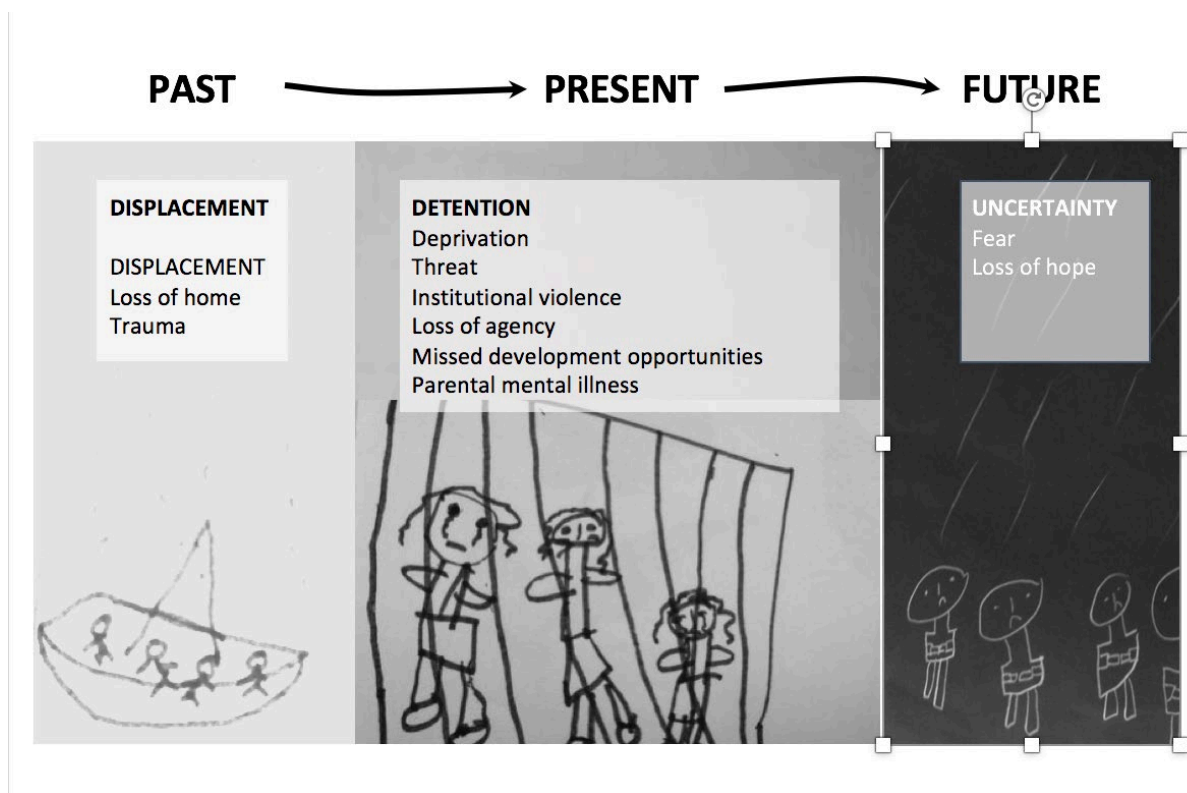 PAST
PRESENT
FUTURE
DISPLACEMENT
DISPLACEMENT
Loss of home
Trauma
DETENTION
Deprivation
Threat
Institutional violence
Loss of agency
Missed development opportunities
Parental mental illness
UNCERTAINTY
Fear
Loss of hope